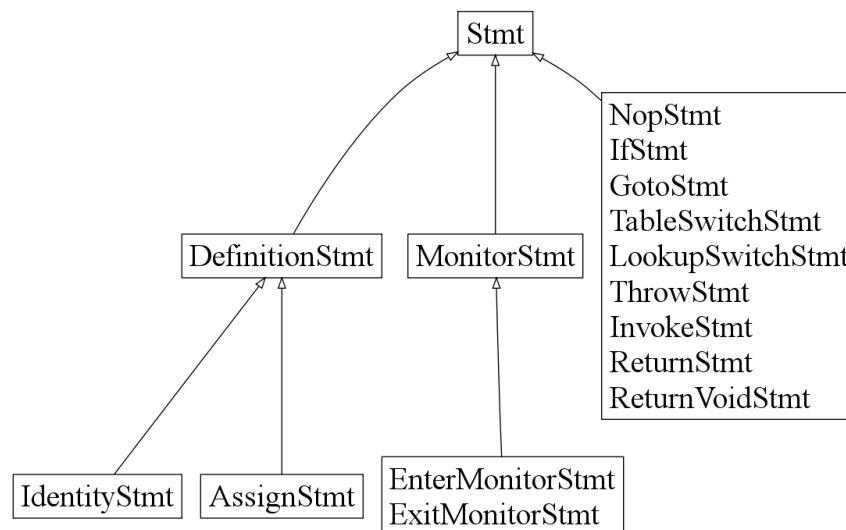 Stmt
NopStmt
IfStmt
GotoStmt
TableSwitchStmt
LookupSwitchStmt
ThrowStmt
InvokeStmt
ReturnStmt
ReturnVoidStmt
DefinitionStmt
MonitorStmt
IdentityStmt
AssignStmt
EnterMonitorStmt
ExitMonitorStmt